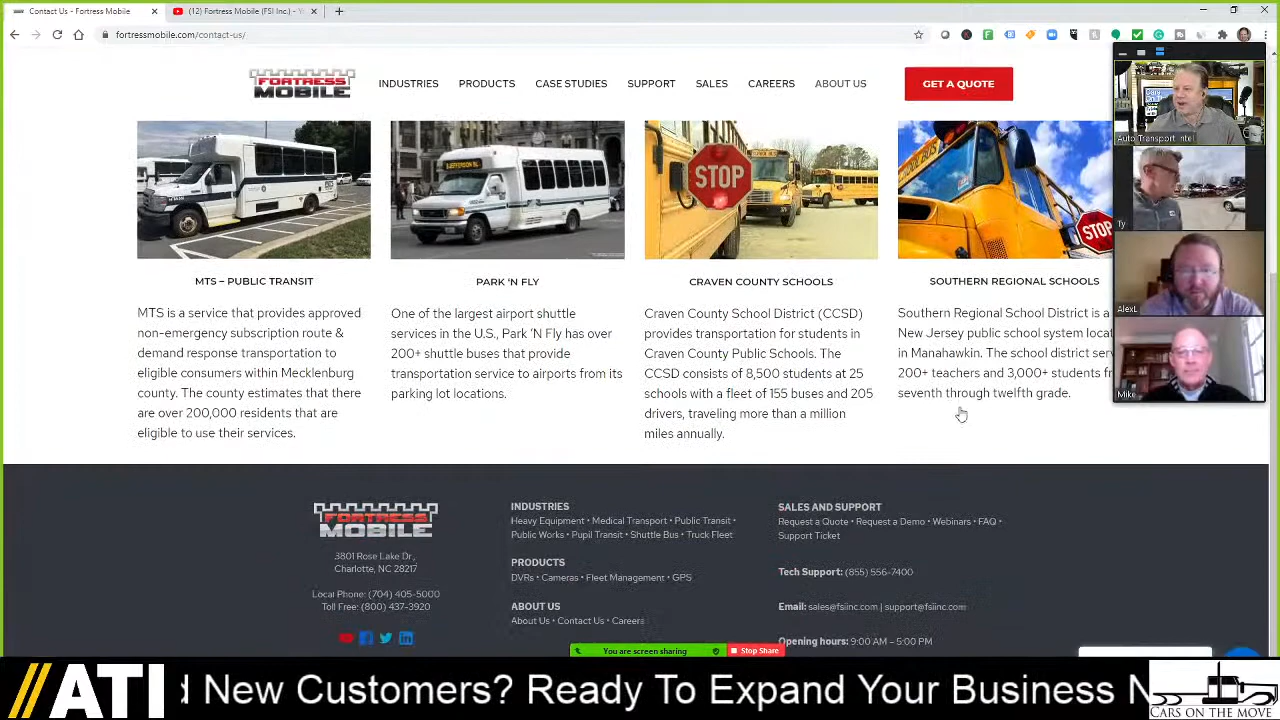 Contact Us - Fortress Mobile
(12) Fortress Mobile (FSI Inc.) - Y
fortressmobile.com/contact-us/
FORTRESS
MOBILE
INDUSTRIES
PRODUCTS
CASE STUDIES
SUPPORT
SALES
CAREERS
ABOUT US
GET A QUOTE
Auto Transport Intel
Ty
AlexL
Mike
JEFFERSON BL
SCHOOL BUS
STOP
STOP
MTS – PUBLIC TRANSIT
MTS is a service that provides approved
non-emergency subscription route &
demand response transportation to
eligible consumers within Mecklenburg
county. The county estimates that there
are over 200,000 residents that are
eligible to use their services.
PARK ‘N FLY
One of the largest airport shuttle
services in the U.S., Park ‘N Fly has over
200+ shuttle buses that provide
transportation service to airports from its
parking lot locations.
CRAVEN COUNTY SCHOOLS
Craven County School District (CCSD)
provides transportation for students in
Craven County Public Schools. The
CCSD consists of 8,500 students at 25
schools with a fleet of 155 buses and 205
drivers, traveling more than a million
miles annually.
SOUTHERN REGIONAL SCHOOLS
Southern Regional School District is a
New Jersey public school system locat
in Manahawkin. The school district serv
200+ teachers and 3,000+ students fr
seventh through twelfth grade.
FORTRESS
MOBILE
3801 Rose Lake Dr.,
Charlotte, NC 28217
Local Phone: (704) 405-5000
Toll Free: (800) 437-3920
INDUSTRIES
Heavy Equipment • Medical Transport • Public Transit •
Public Works • Pupil Transit • Shuttle Bus • Truck Fleet
PRODUCTS
DVRs • Cameras • Fleet Management • GPS
ABOUT US
About Us • Contact Us • Careers
SALES AND SUPPORT
Request a Quote • Request a Demo • Webinars • FAQ •
Support Ticket
Tech Support: (855) 556-7400
Email: sales@fsiinc.com | support@fsiinc.com
Opening hours: 9:00 AM – 5:00 PM
You are screen sharing
Stop Share
//ATI
d New Customers? Ready To Expand Your Business N
CARS ON THE MOVE